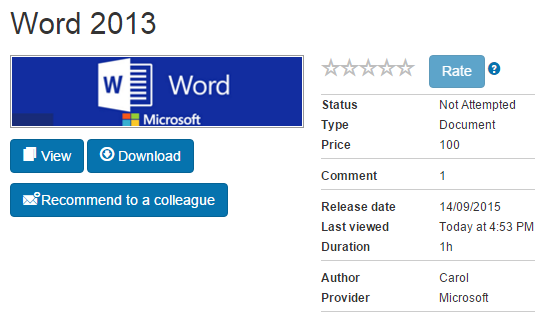 Word 2013
W Word
Microsoft
View
Download
Recommend to a colleague
Rate ?
Status Not Attempted
Type Document
Price 100
Comment 1
Release date 14/09/2015
Last viewed Today at 4:53 PM
Duration 1h
Author Carol
Provider Microsoft